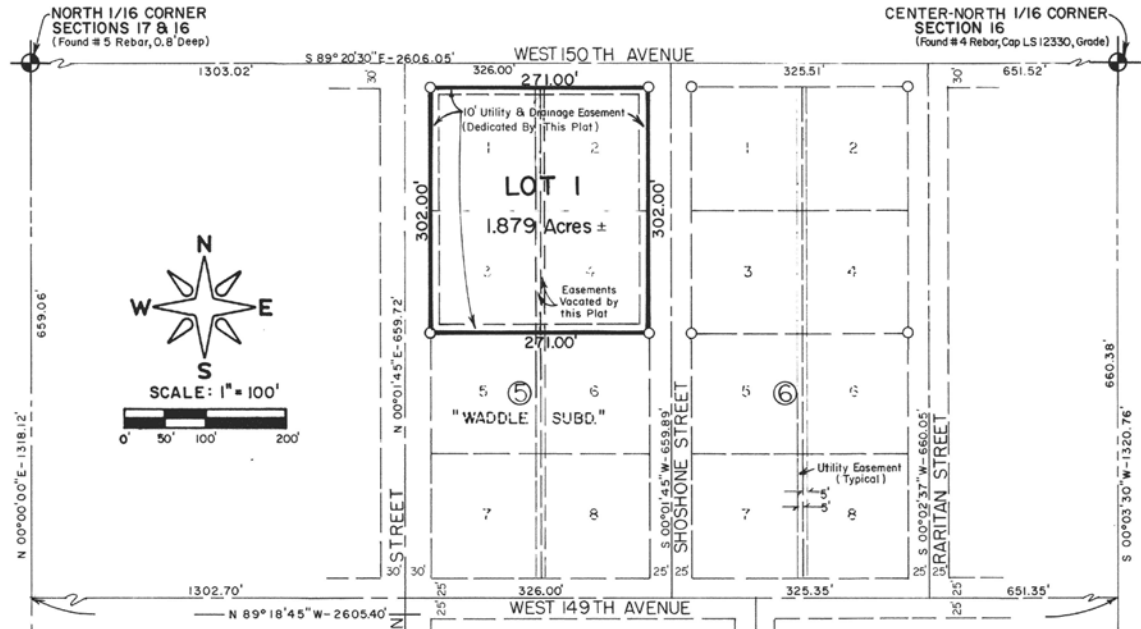 NORTH 1/16 CORNER
SECTIONS 17 & 16
(Found #5 Rebar, 0.8' Deep)
CENTER-NORTH 1/16 CORNER
SECTION 16
(Found #4 Rebar, Cap LS 12330, Grade)
S 89°20'30"E-2606.05'
WEST 150TH AVENUE
1303.02'
326.00'
325.51'
651.52'
30'
271.00'
30'
10' Utility & Drainage Easement
(Dedicated By This Plat)
1
2
1
2
LOT 1
302.00'
302.00'
1.879 Acres ±
3
4
3
4
Easements
Vacated by
this Plat
N
W
E
S
659.06'
N 00°01'45"E-659.72'
271.00'
660.38'
SCALE: 1" = 100'
0'
50'
100'
200'
5
5
6
5
6
6
"WADDLE SUBD."
N 00°00'00"E-1318.12'
STREET
S 00°01'45"W-659.89'
SHOSHONE STREET
Utility Easement
(Typical)
5'
5'
S 00°02'37"W-660.05'
RARITAN STREET
S 00°03'30"W-1320.76'
7
8
7
8
30'
30'
25'
25'
25'
25'
1302.70'
25'
326.00'
325.35'
25'
651.35'
N 89°18'45"W-2605.40'
WEST 149TH AVENUE
N
25'
25'